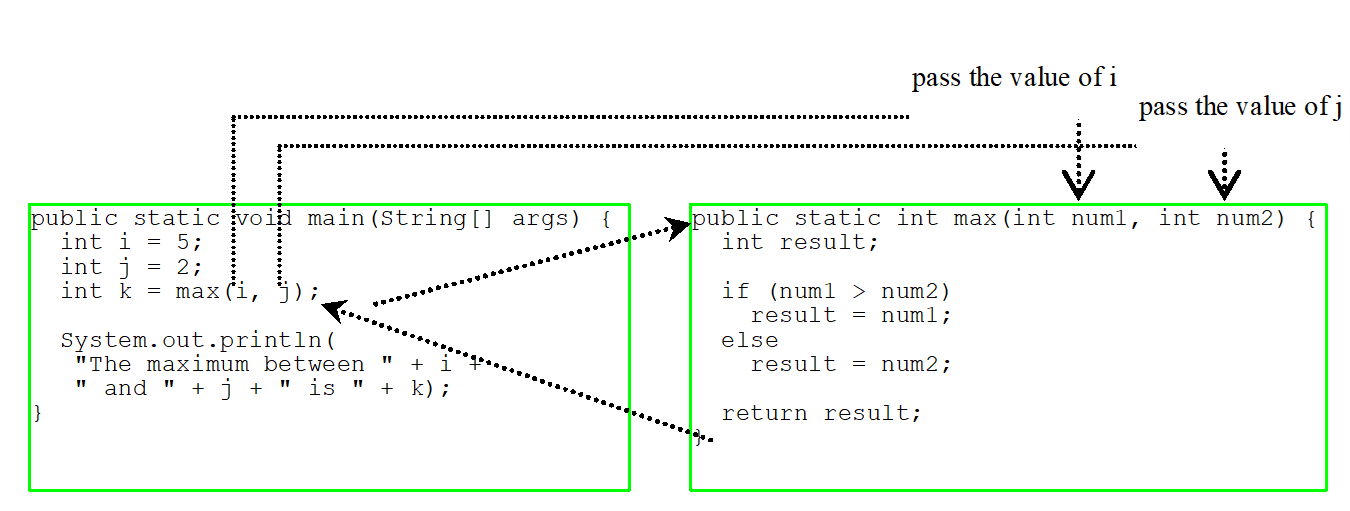 pass the value of i
pass the value of j
public static void main(String[] args) {
  int i = 5;
  int j = 2;
  int k = max(i, j);
  System.out.println(
   "The maximum between " + i +
   " and " + j + " is " + k);
}
public static int max(int num1, int num2) {
  int result;
  if (num1 > num2)
    result = num1;
  else
    result = num2;
  return result;
}